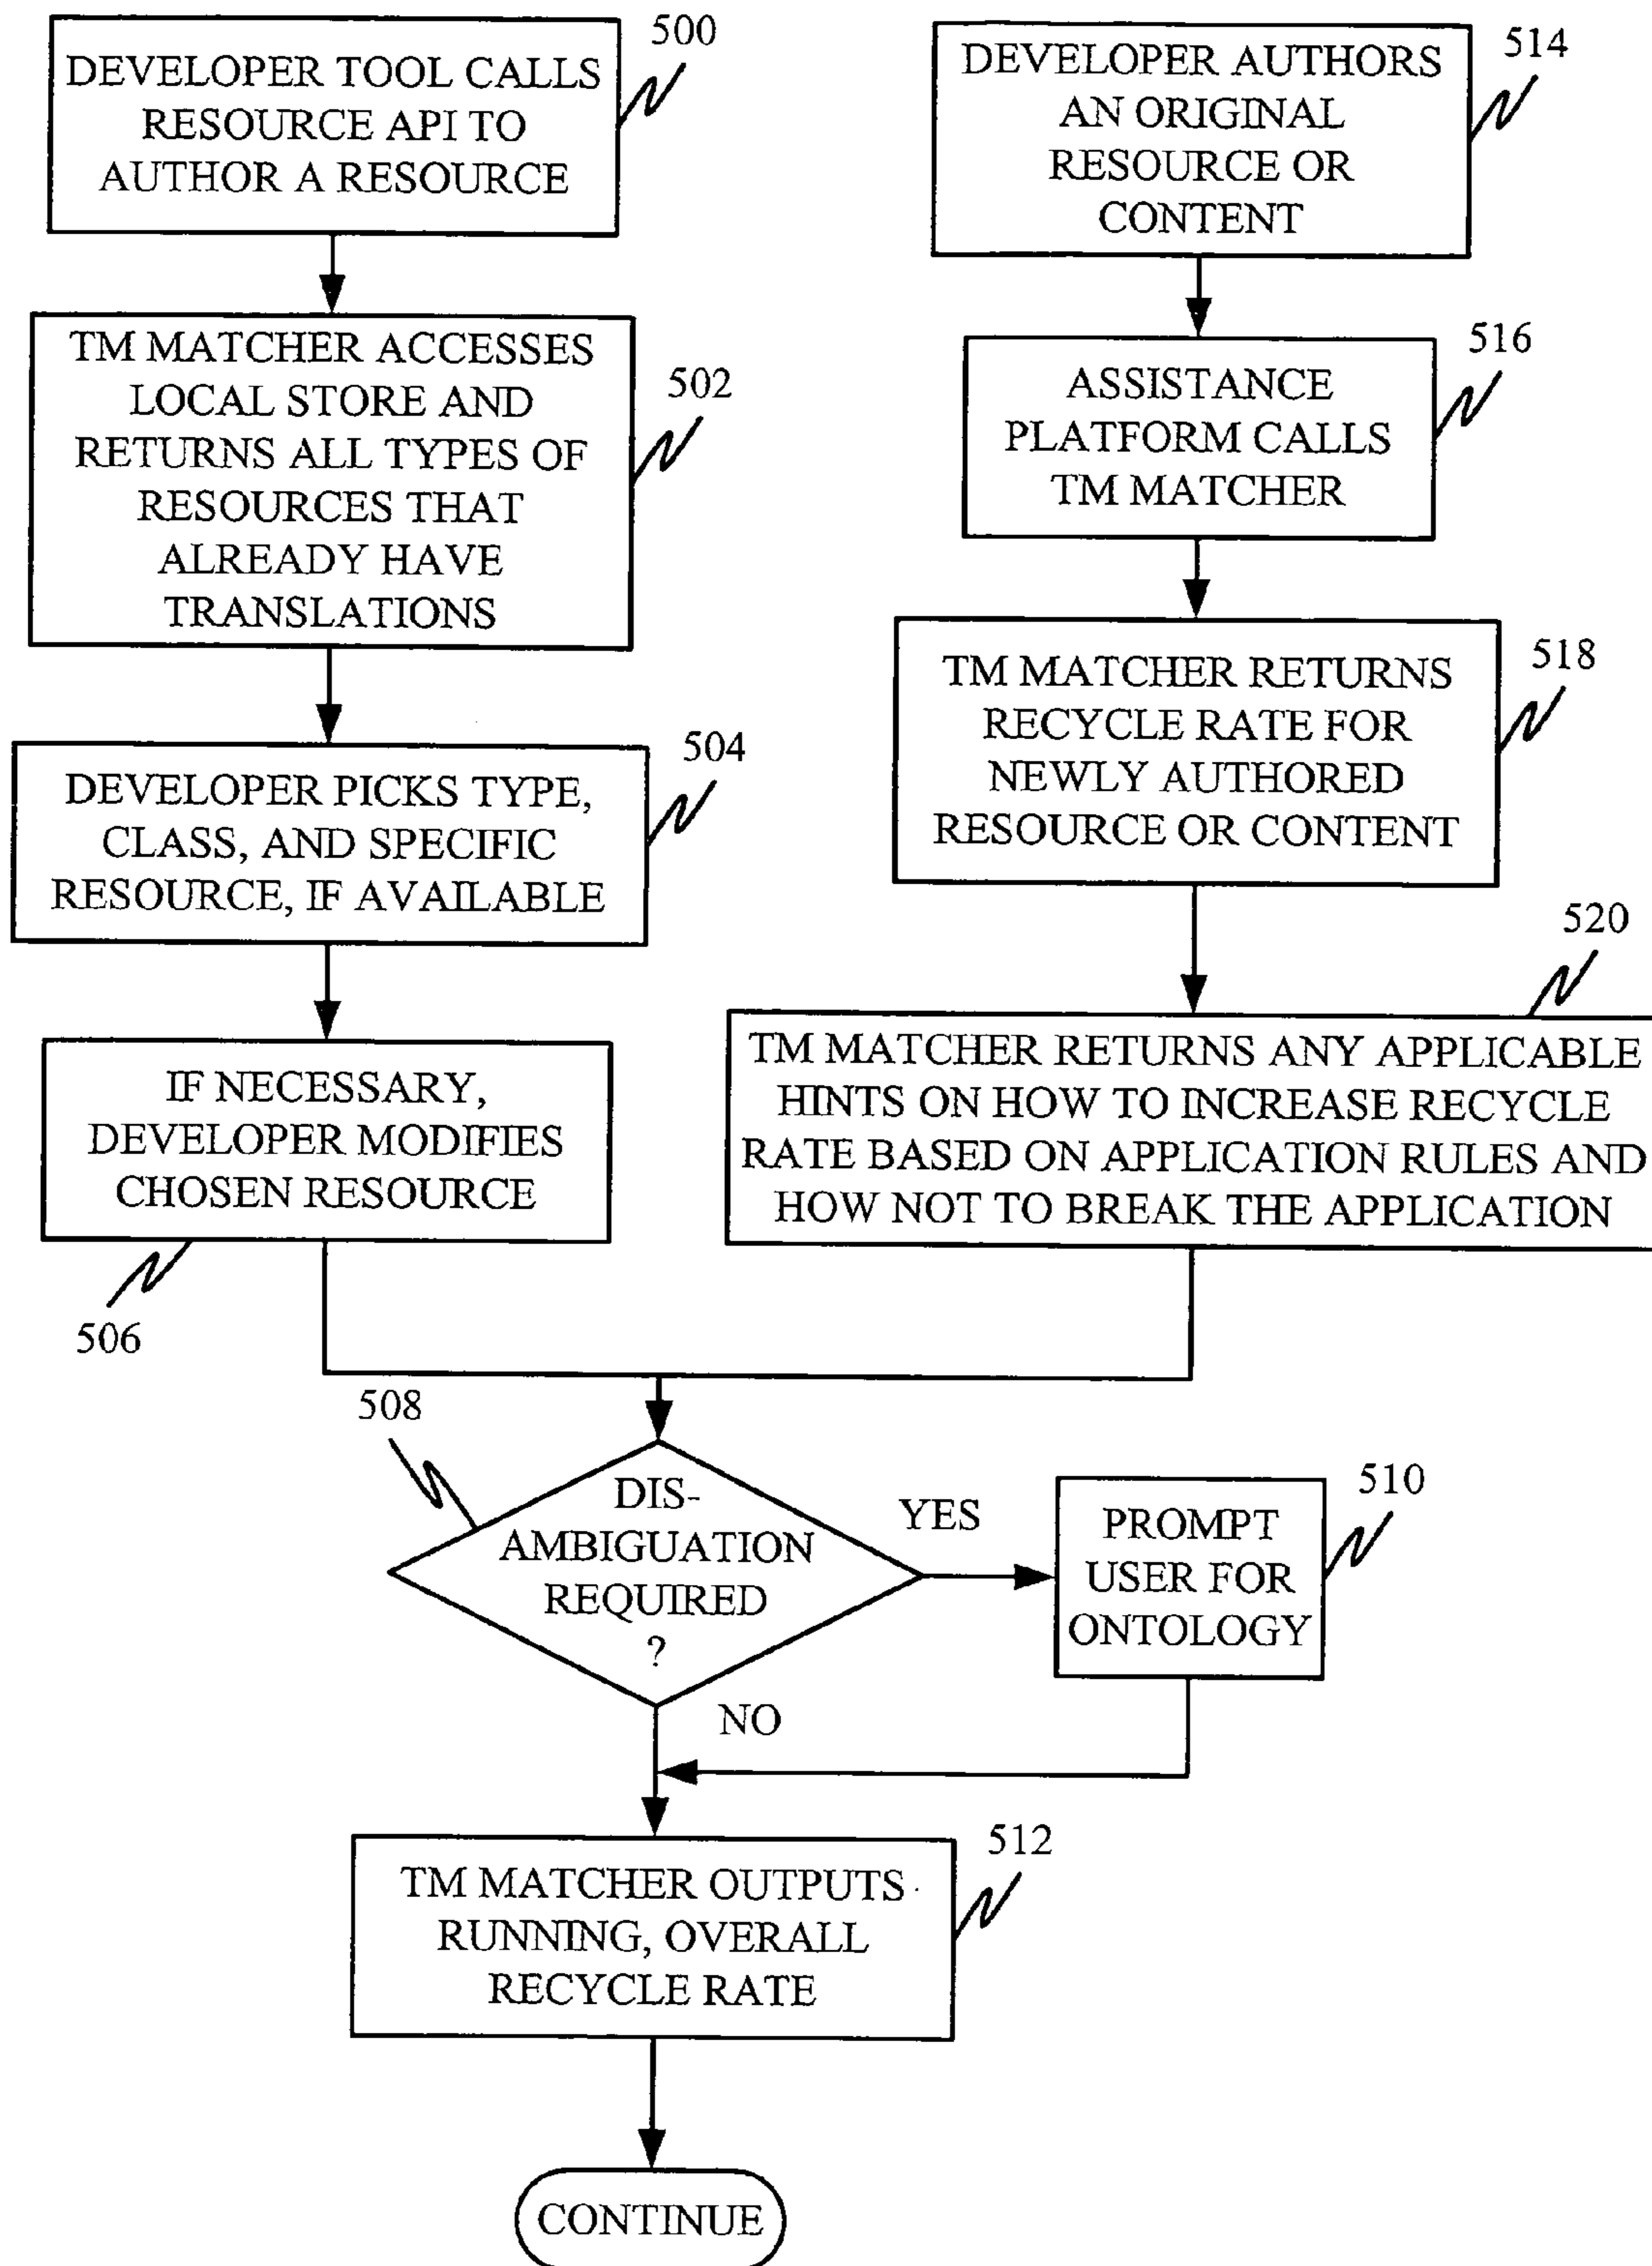 500
DEVELOPER TOOL CALLS
RESOURCE API TO
AUTHOR A RESOURCE
502
TM MATCHER ACCESSES
LOCAL STORE AND
RETURNS ALL TYPES OF
RESOURCES THAT
ALREADY HAVE
TRANSLATIONS
504
DEVELOPER PICKS TYPE,
CLASS, AND SPECIFIC
RESOURCE, IF AVAILABLE
IF NECESSARY,
DEVELOPER MODIFIES
CHOSEN RESOURCE
506
514
DEVELOPER AUTHORS
AN ORIGINAL
RESOURCE OR
CONTENT
516
ASSISTANCE
PLATFORM CALLS
TM MATCHER
518
TM MATCHER RETURNS
RECYCLE RATE FOR
NEWLY AUTHORED
RESOURCE OR CONTENT
520
TM MATCHER RETURNS ANY APPLICABLE
HINTS ON HOW TO INCREASE RECYCLE
RATE BASED ON APPLICATION RULES AND
HOW NOT TO BREAK THE APPLICATION
508
DIS-
AMBIGUATION
REQUIRED
?
YES
510
PROMPT
USER FOR
ONTOLOGY
NO
512
TM MATCHER OUTPUTS
RUNNING, OVERALL
RECYCLE RATE
CONTINUE